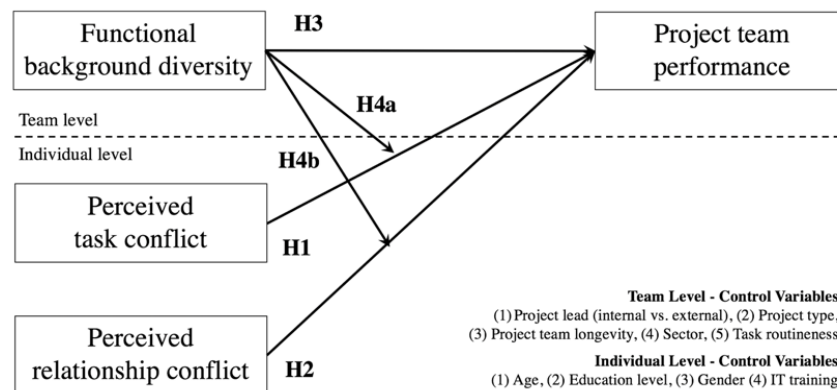 Functional
background diversity
H3
Project team
performance
H4a
Team level
Individual level
H4b
Perceived
task conflict
H1
Perceived
relationship conflict
H2
Team Level - Control Variables
(1) Project lead (internal vs. external), (2) Project type,
(3) Project team longevity, (4) Sector, (5) Task routineness
Individual Level - Control Variables
(1) Age, (2) Education level, (3) Gender (4) IT training